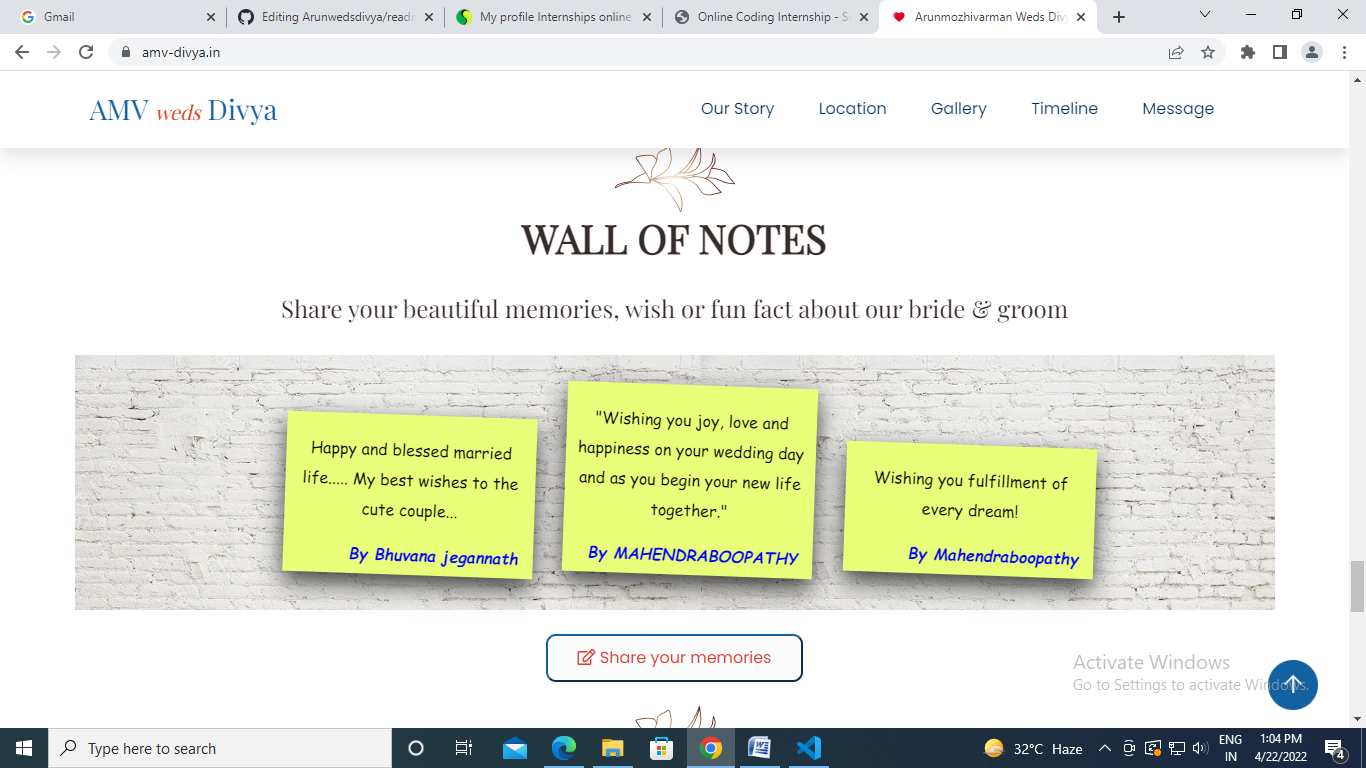 Gmail
Editing Arunwedsdivya/readm
My profile Internships online
Online Coding Internship - S
Arunmozhivarman Weds Div
amv-divya.in
AMV weds Divya
Our Story
Location
Gallery
Timeline
Message
WALL OF NOTES
Share your beautiful memories, wish or fun fact about our bride & groom
Happy and blessed married
life..... My best wishes to the
cute couple...
By Bhuvana jegannath
"Wishing you joy, love and
happiness on your wedding day
and as you begin your new life
together."
By MAHENDRABOOPATHY
Wishing you fulfillment of
every dream!
By Mahendraboopathy
Share your memories
Activate Windows
Go to Settings to activate Windows.
Type here to search
32°C Haze
ENG
IN
1:04 PM
4/22/2022
4